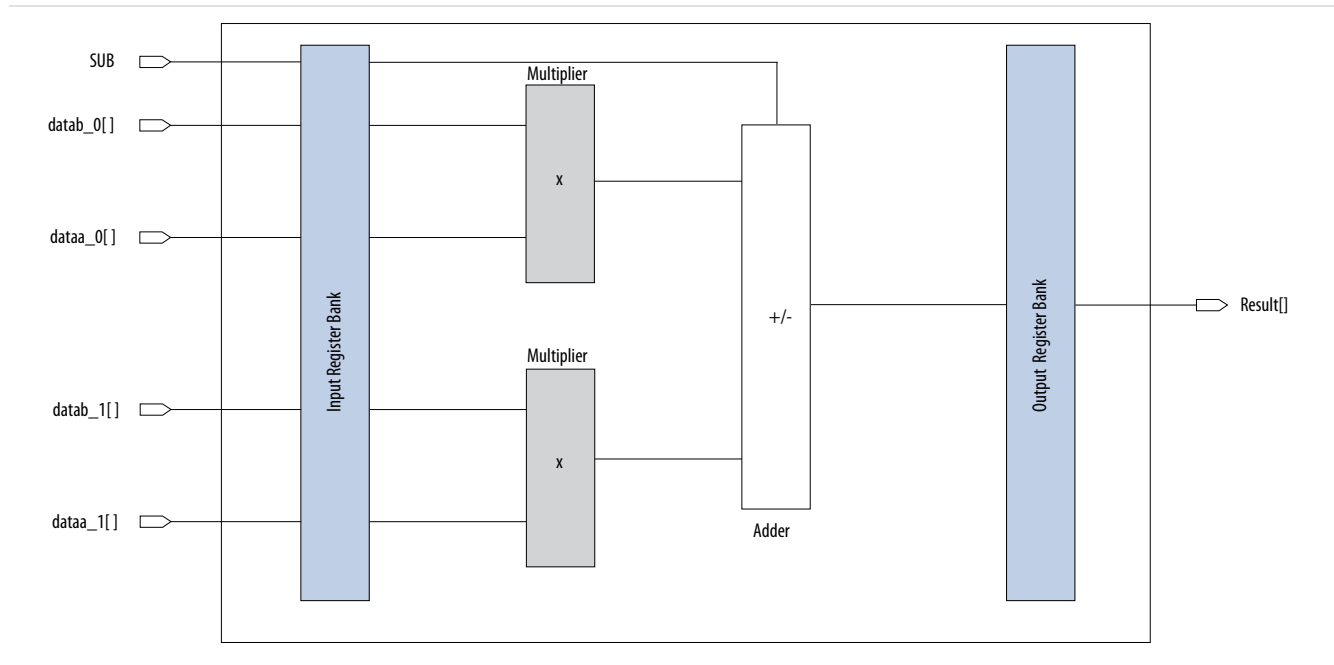 SUB
Multiplier
datab_0[ ]
x
dataa_0[ ]
Input Register Bank
+/-
Output Register Bank
Result[]
Multiplier
datab_1[ ]
x
dataa_1[ ]
Adder